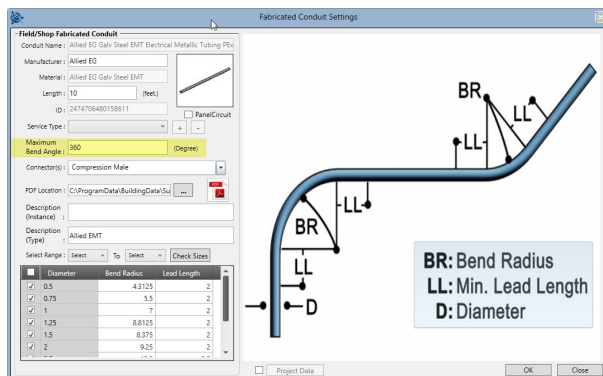 Fabricated Conduit Settings
Field/Shop Fabricated Conduit
Conduit Name : Allied EG Galv Steel EMT Electrical Metallic Tubing PEx
Manufacturer : Allied EG
Material : Allied EG Galv Steel EMT
Length : 10 (feet.)
ID : 2474706480158611
PanelCircuit
Service Type : + -
Maximum
Bend Angle : 360 (Degree)
Connector(s) : Compression Male
PDF Location : C:\ProgramData\BuildingData\Su ...
Description
(Instance) :
Description
(Type) : Allied EMT
Select Range : Select To Select Check Sizes
Diameter Bend Radius Lead Length
0.5 4.3125 2
0.75 5.5 2
1 7 2
1.25 8.8125 2
1.5 8.375 2
2 9.25 2
BR
LL
LL
LL
BR
LL
D
BR: Bend Radius
LL: Min. Lead Length
D: Diameter
Project Data
OK Close